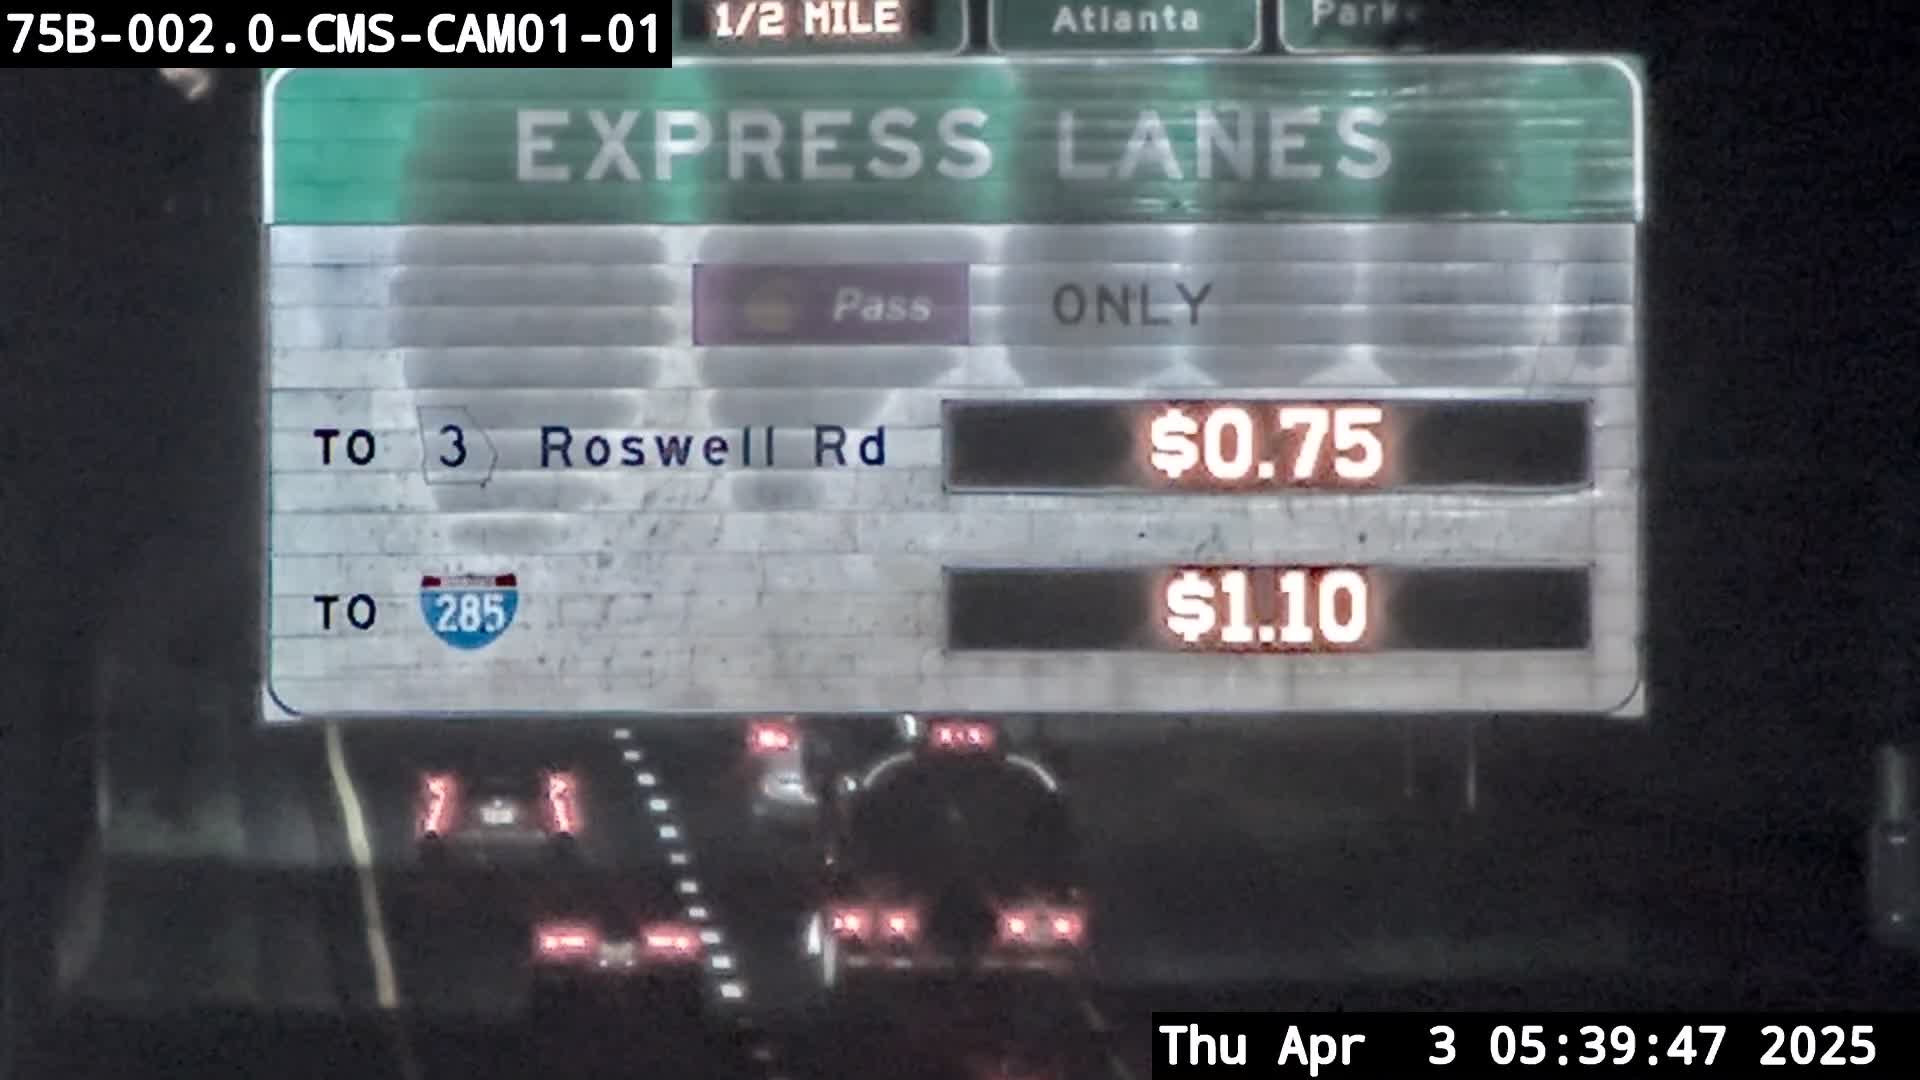 75B-002.0-CMS-CAM01-01
1/2 MILE
Atlanta
EXPRESS LANES
Pass ONLY
TO 3 Roswell Rd $0.75
TO 285 $1.10
Thu Apr 3 05:39:47 2025